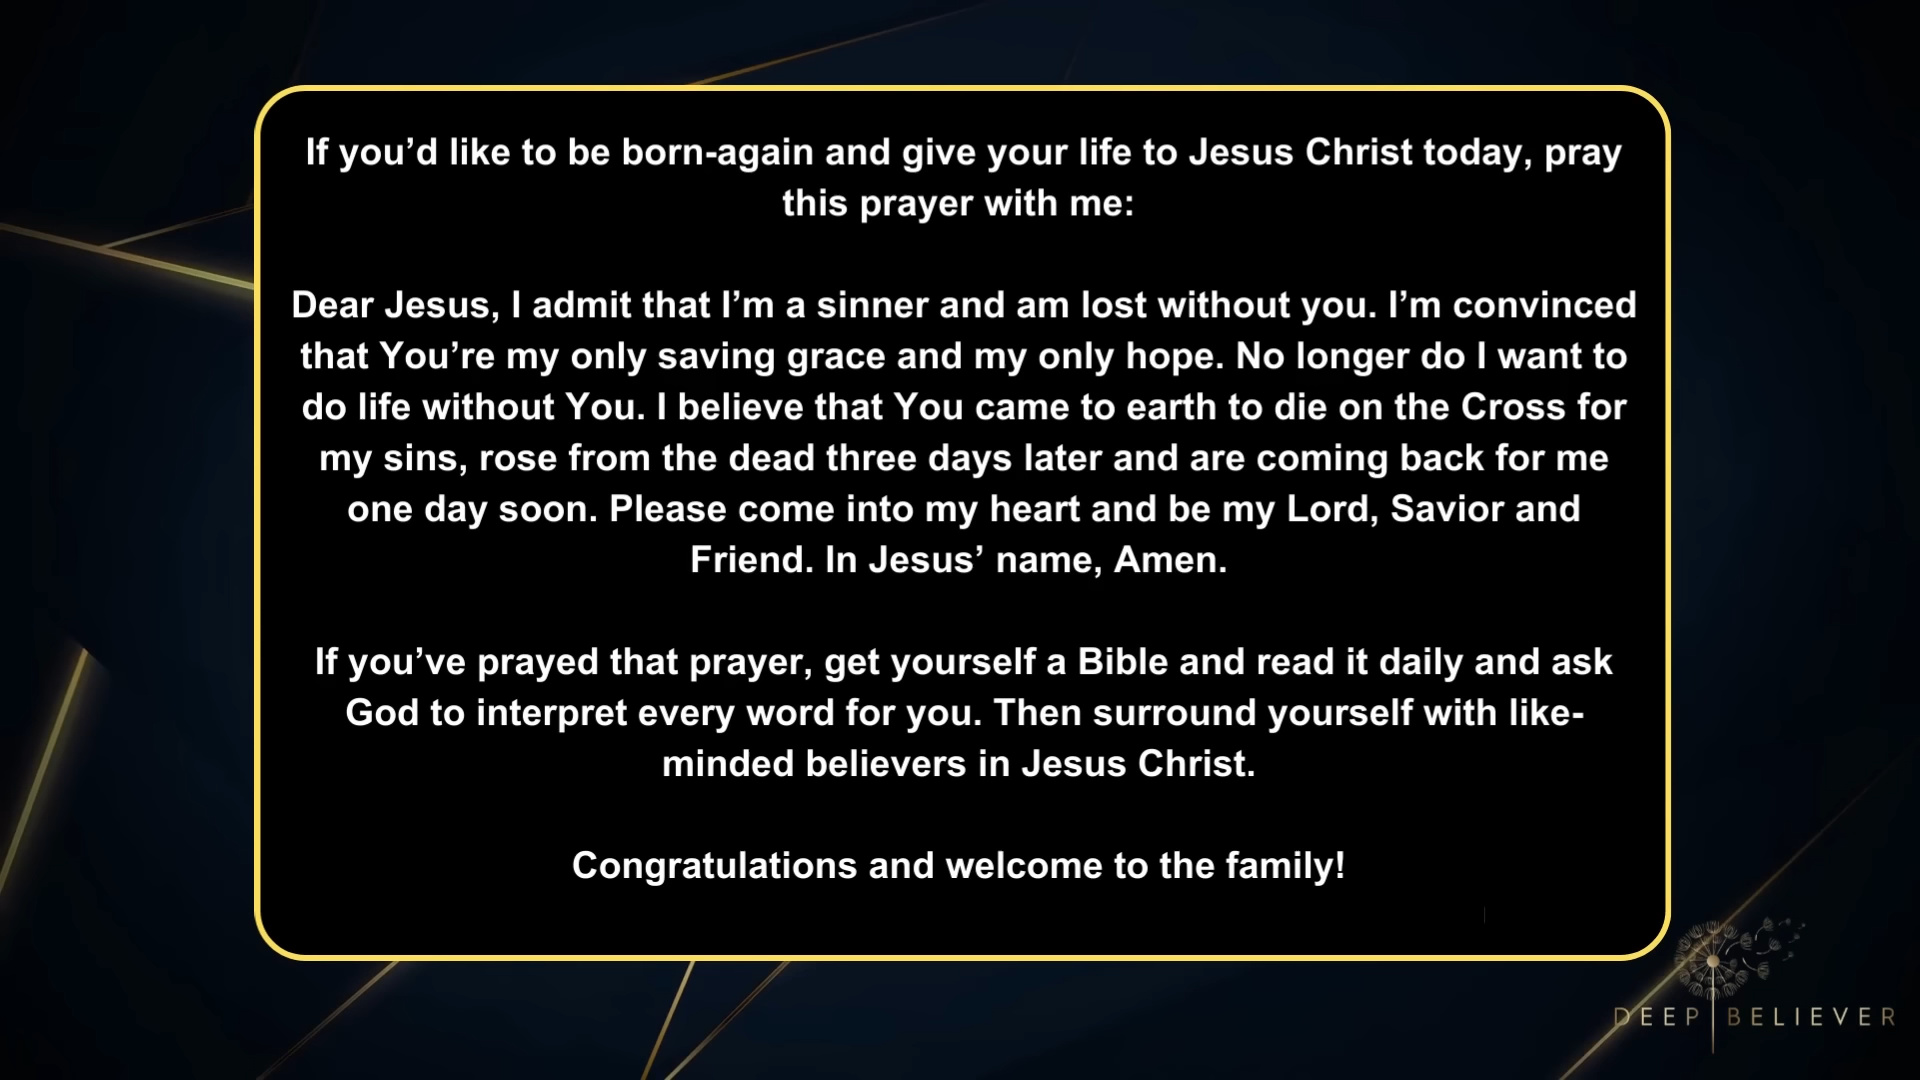 If you’d like to be born-again and give your life to Jesus Christ today, pray
this prayer with me:
Dear Jesus, I admit that I’m a sinner and am lost without you. I’m convinced
that You’re my only saving grace and my only hope. No longer do I want to
do life without You. I believe that You came to earth to die on the Cross for
my sins, rose from the dead three days later and are coming back for me
one day soon. Please come into my heart and be my Lord, Savior and
Friend. In Jesus’ name, Amen.
If you’ve prayed that prayer, get yourself a Bible and read it daily and ask
God to interpret every word for you. Then surround yourself with like-
minded believers in Jesus Christ.
Congratulations and welcome to the family!
DEEP BELIEVER